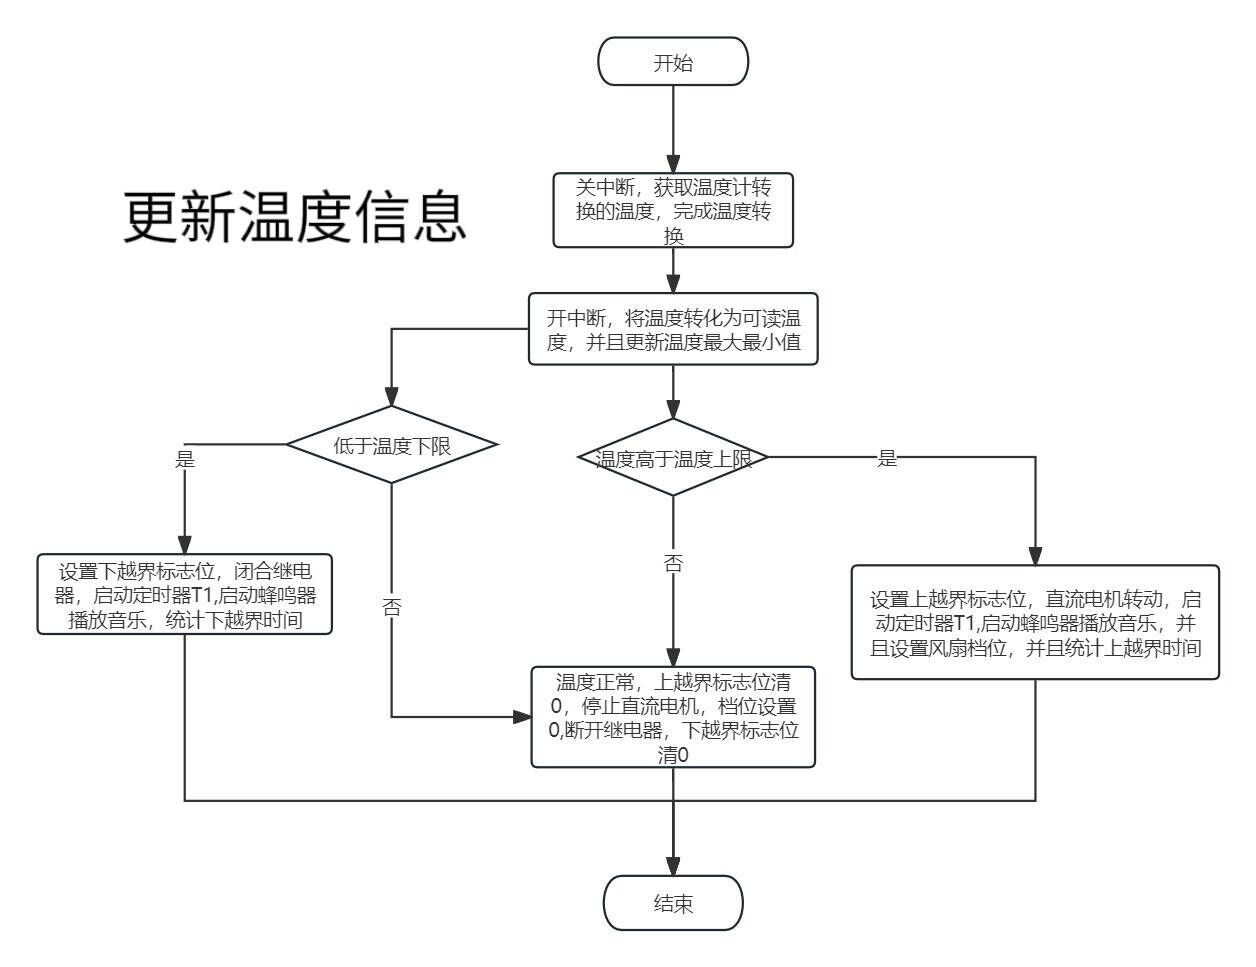 开始
更新温度信息
关中断，获取温度计转
换的温度，完成温度转
换
开中断，将温度转化为可读温
度，并且更新温度最大最小值
低于温度下限
温度高于温度上限
是
是
否
否
设置下越界标志位，闭合继电
器，启动定时器T1,启动蜂鸣器
播放音乐，统计下越界时间
设置上越界标志位，直流电机转动，启
动定时器T1,启动蜂鸣器播放音乐，并
且设置风扇档位，并且统计上越界时间
温度正常，上越界标志位清
0，停止直流电机，档位设置
0,断开继电器，下越界标志位
清0
结束